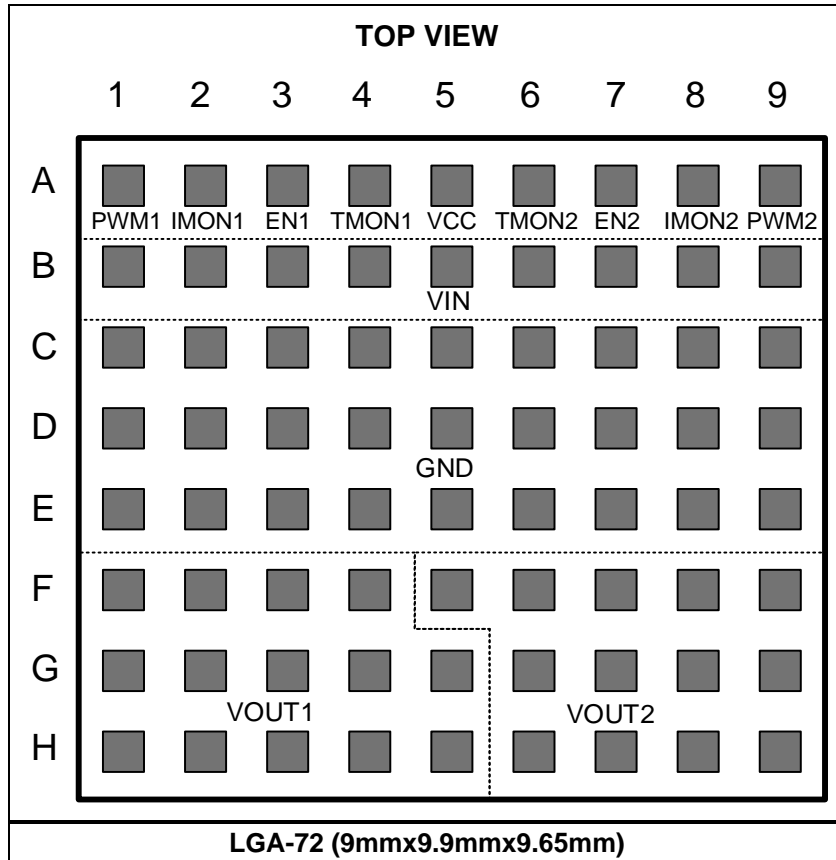 TOP VIEW
1 2 3 4 5 6 7 8 9
A
PWM1 IMON1 EN1 TMON1 VCC TMON2 EN2 IMON2 PWM2
B
VIN
C
D
GND
E
F
G
VOUT1 VOUT2
H
LGA-72 (9mmx9.9mmx9.65mm)